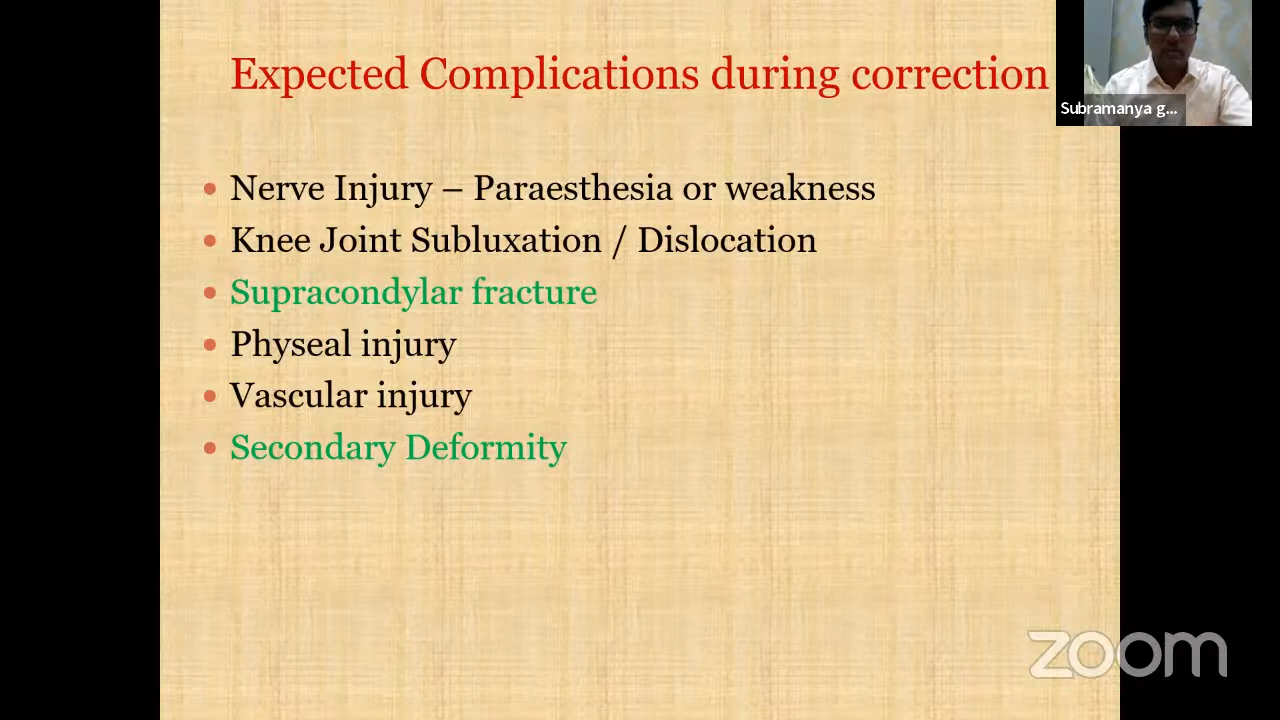 Expected Complications during correction
Subramanya g...
• Nerve Injury – Paraesthesia or weakness
• Knee Joint Subluxation / Dislocation
• Supracondylar fracture
• Physeal injury
• Vascular injury
• Secondary Deformity
zoom